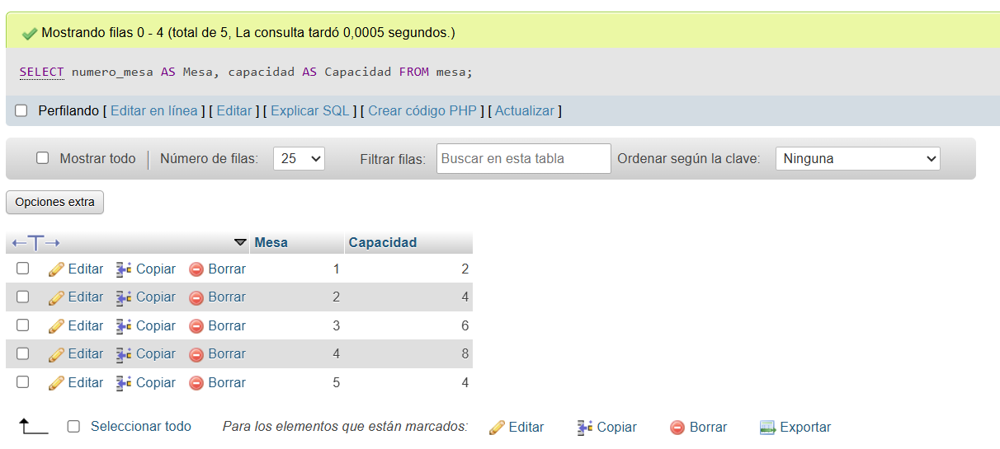 Mostrando filas 0 - 4 (total de 5, La consulta tardó 0,0005 segundos.)
SELECT numero_mesa AS Mesa, capacidad AS Capacidad FROM mesa;
Perfilando [ Editar en línea ] [ Editar ] [ Explicar SQL ] [ Crear código PHP ] [ Actualizar ]
Mostrar todo Número de filas: 25 Filtrar filas: Buscar en esta tabla Ordenar según la clave: Ninguna
Opciones extra
Mesa Capacidad
Editar Copiar Borrar 1 2
Editar Copiar Borrar 2 4
Editar Copiar Borrar 3 6
Editar Copiar Borrar 4 8
Editar Copiar Borrar 5 4
Seleccionar todo Para los elementos que están marcados: Editar Copiar Borrar Exportar